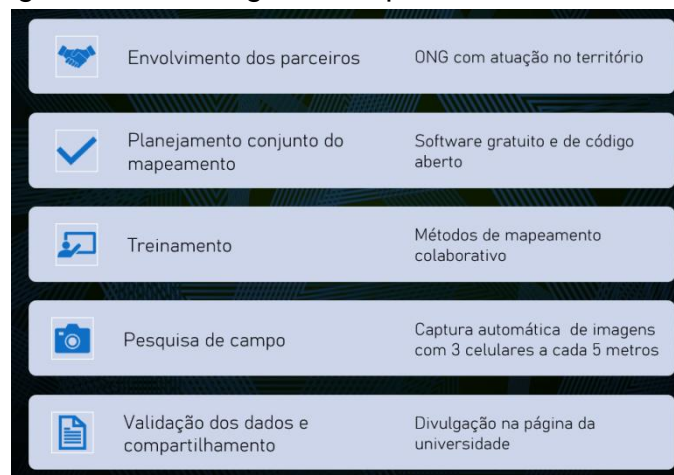 Envolvimento dos parceiros
ONG com atuação no território
Planejamento conjunto do
mapeamento
Software gratuito e de código
aberto
Treinamento
Métodos de mapeamento
colaborativo
Pesquisa de campo
Captura automática de imagens
com 3 celulares a cada 5 metros
Validação dos dados e
compartilhamento
Divulgação na página da
universidade